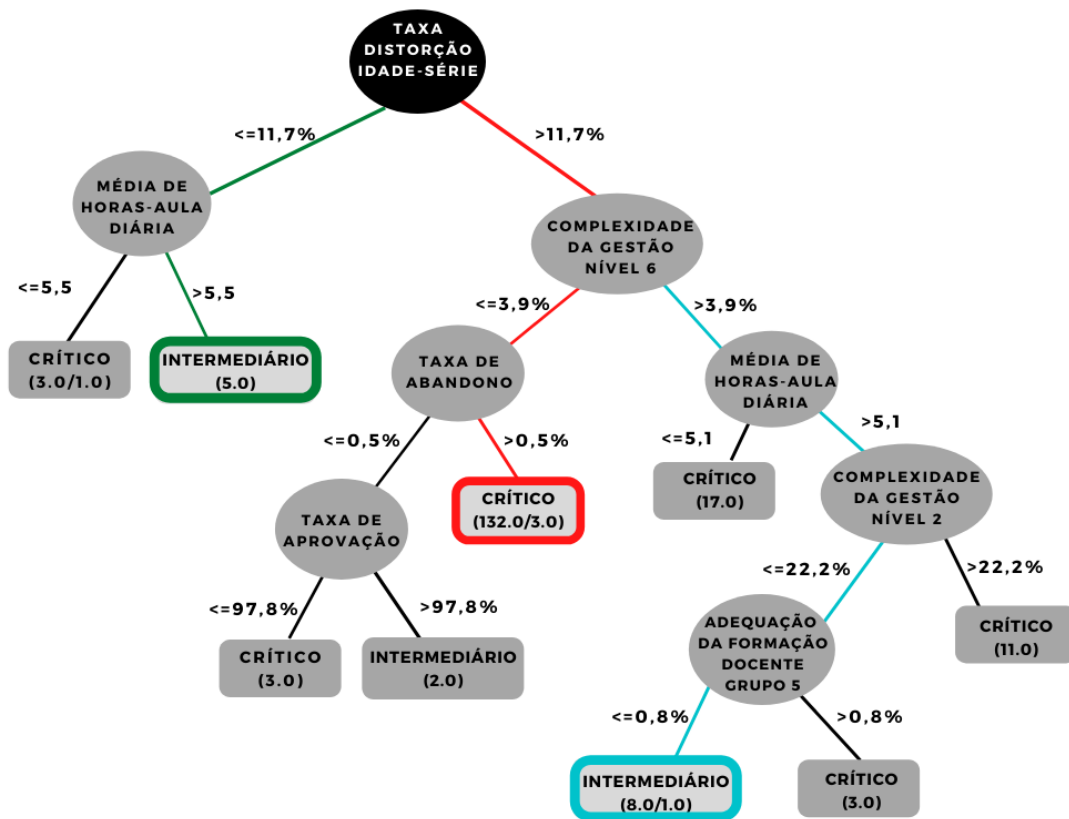 TAXA
DISTORÇÃO
IDADE-SÉRIE
<=11,7%
>11,7%
MÉDIA DE
HORAS-AULA
DIÁRIA
COMPLEXIDADE
DA GESTÃO
NÍVEL 6
<=5,5
>5,5
<=3,9%
>3,9%
CRÍTICO
(3.0/1.0)
INTERMEDIÁRIO
(5.0)
TAXA DE
ABANDONO
MÉDIA DE
HORAS-AULA
DIÁRIA
<=0,5%
>0,5%
<=5,1
>5,1
TAXA DE
APROVAÇÃO
CRÍTICO
(132.0/3.0)
CRÍTICO
(17.0)
COMPLEXIDADE
DA GESTÃO
NÍVEL 2
<=97,8%
>97,8%
<=22,2%
>22,2%
CRÍTICO
(3.0)
INTERMEDIÁRIO
(2.0)
ADEQUAÇÃO
DA FORMAÇÃO
DOCENTE
GRUPO 5
CRÍTICO
(11.0)
<=0,8%
>0,8%
INTERMEDIÁRIO
(8.0/1.0)
CRÍTICO
(3.0)